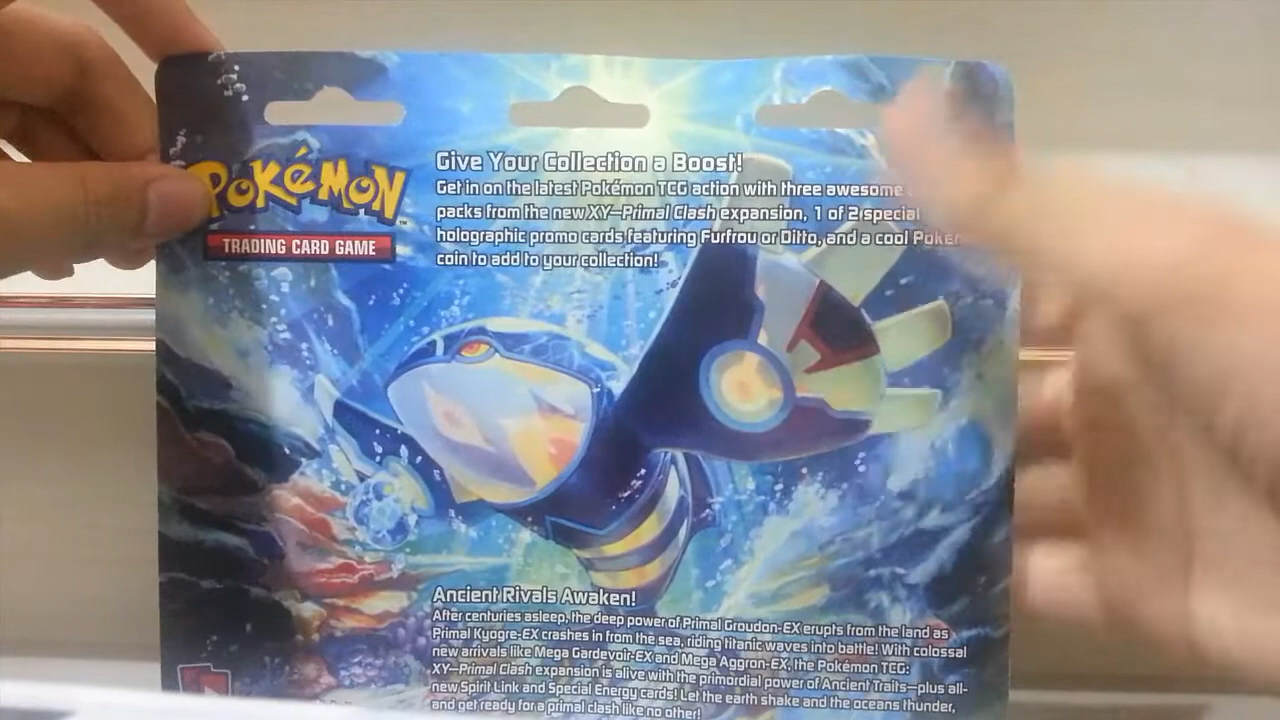 POKéMON
TRADING CARD GAME
Give Your Collection a Boost!
Get in on the latest Pokémon TCG action with three awesome
packs from the new XY—Primal Clash expansion, 1 of 2 special
holographic promo cards featuring Furfrou or Ditto, and a cool
coin to add to your collection!
Ancient Rivals Awaken!
After centuries asleep, the deep power of Primal Groudon-EX erupts from the land as
Primal Kyogre-EX crashes in from the sea, riding titanic waves into battle! With colossal
new arrivals like Mega Gardevoir-EX and Mega Aggron-EX, the Pokémon TCG:
XY—Primal Clash expansion is alive with the primordial power of Ancient Traits—plus all-
new Spirit Link and Special Energy cards! Let the earth shake and the oceans thunder,
and get ready for a primal clash like no other!